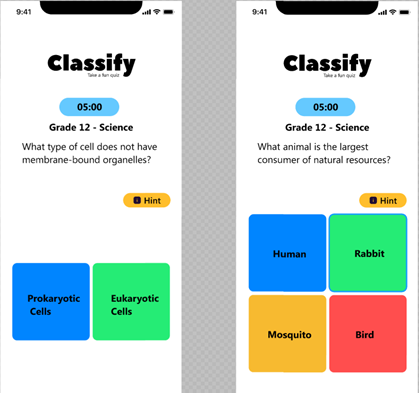 9:41
Classify
Take a fun quiz
05:00
Grade 12 - Science
What type of cell does not have
membrane-bound organelles?
Hint
Prokaryotic
Cells
Eukaryotic
Cells
9:41
Classify
Take a fun quiz
05:00
Grade 12 - Science
What animal is the largest
consumer of natural resources?
Hint
Human
Rabbit
Mosquito
Bird